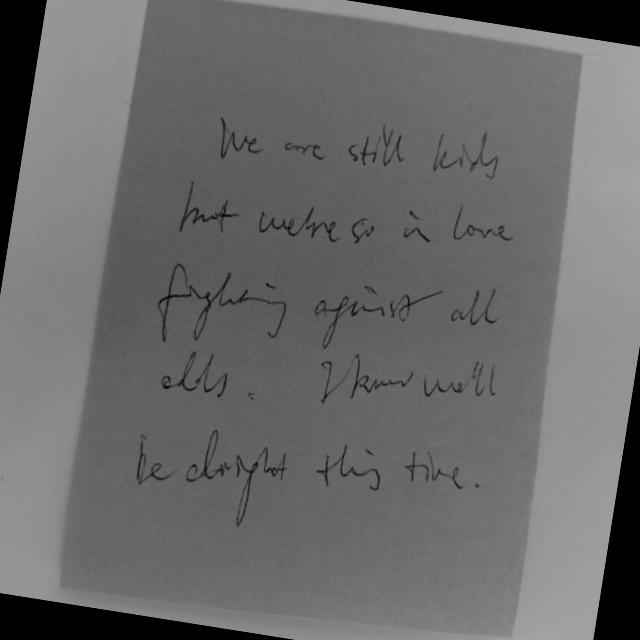 We are still kids
but we're so in love
fighting against all
odds. I know we'll
be alright this time.